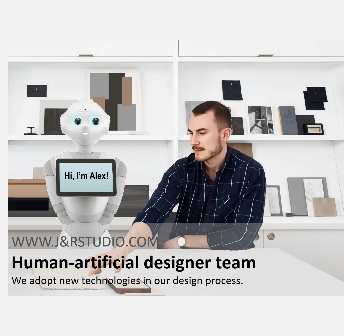 Hi, I'm Alex!
WWW.J&RSTUDIO.COM
Human-artificial designer team
We adopt new technologies in our design process.